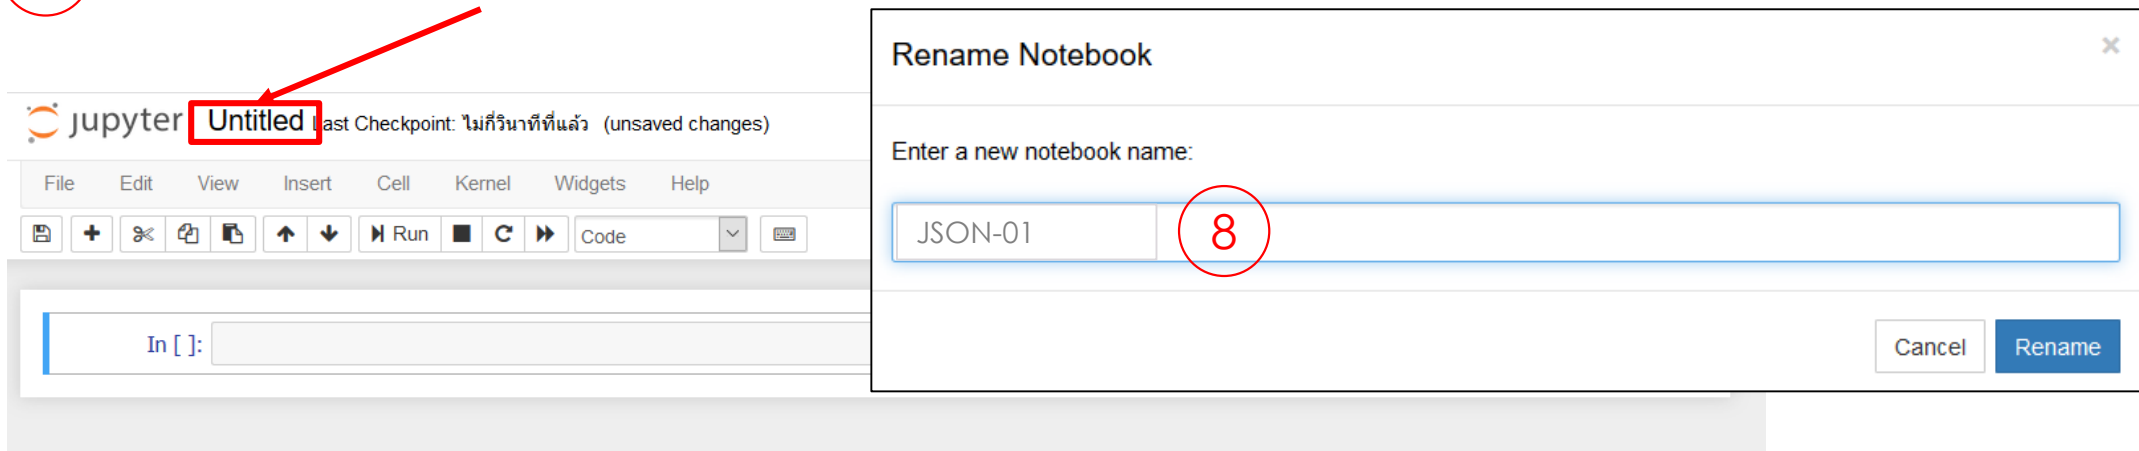 jupyter Untitled Last Checkpoint: ไม่กี่วินาทีที่แล้ว (unsaved changes)
File Edit View Insert Cell Kernel Widgets Help
Run Code
In [ ]:
Rename Notebook
×
Enter a new notebook name:
JSON-01 8
Cancel Rename